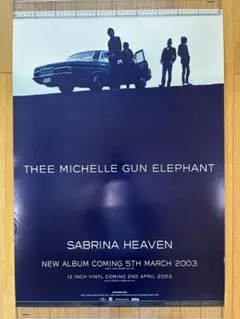 THEE MICHELLE GUN ELEPHANT
SABRINA HEAVEN
NEW ALBUM COMING 5TH MARCH 2003
12 INCH VINYL COMING 2ND APRIL 2003